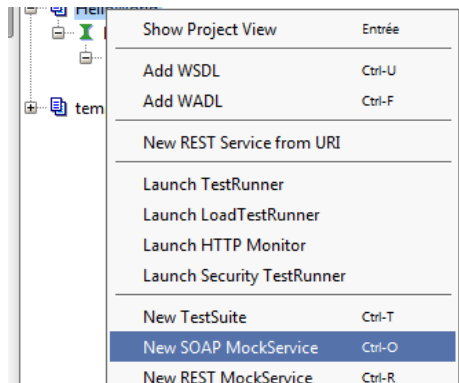 Show Project View Entrée
Add WSDL Ctrl-U
Add WADL Ctrl-F
tem
New REST Service from URI
Launch TestRunner
Launch LoadTestRunner
Launch HTTP Monitor
Launch Security TestRunner
New TestSuite Ctrl-T
New SOAP MockService Ctrl-O
New REST MockService Ctrl-R